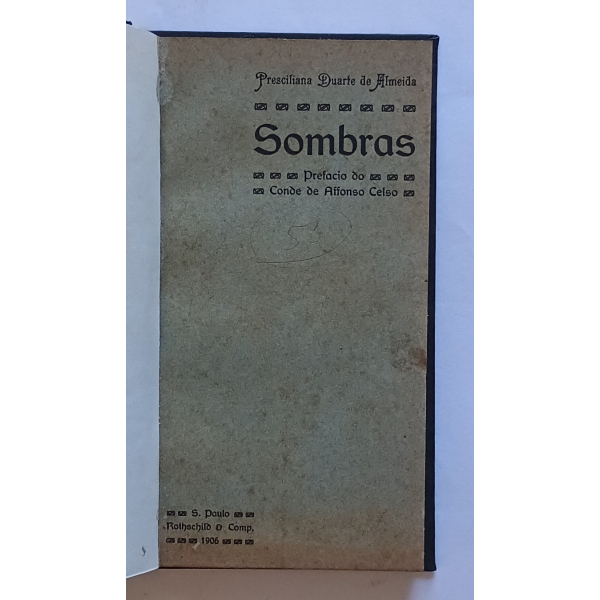 Presciliana Duarte de Almeida
Sombras
Prefacio do
Conde de Affonso Celso
S. Paulo
Rothschild & Comp.
1906